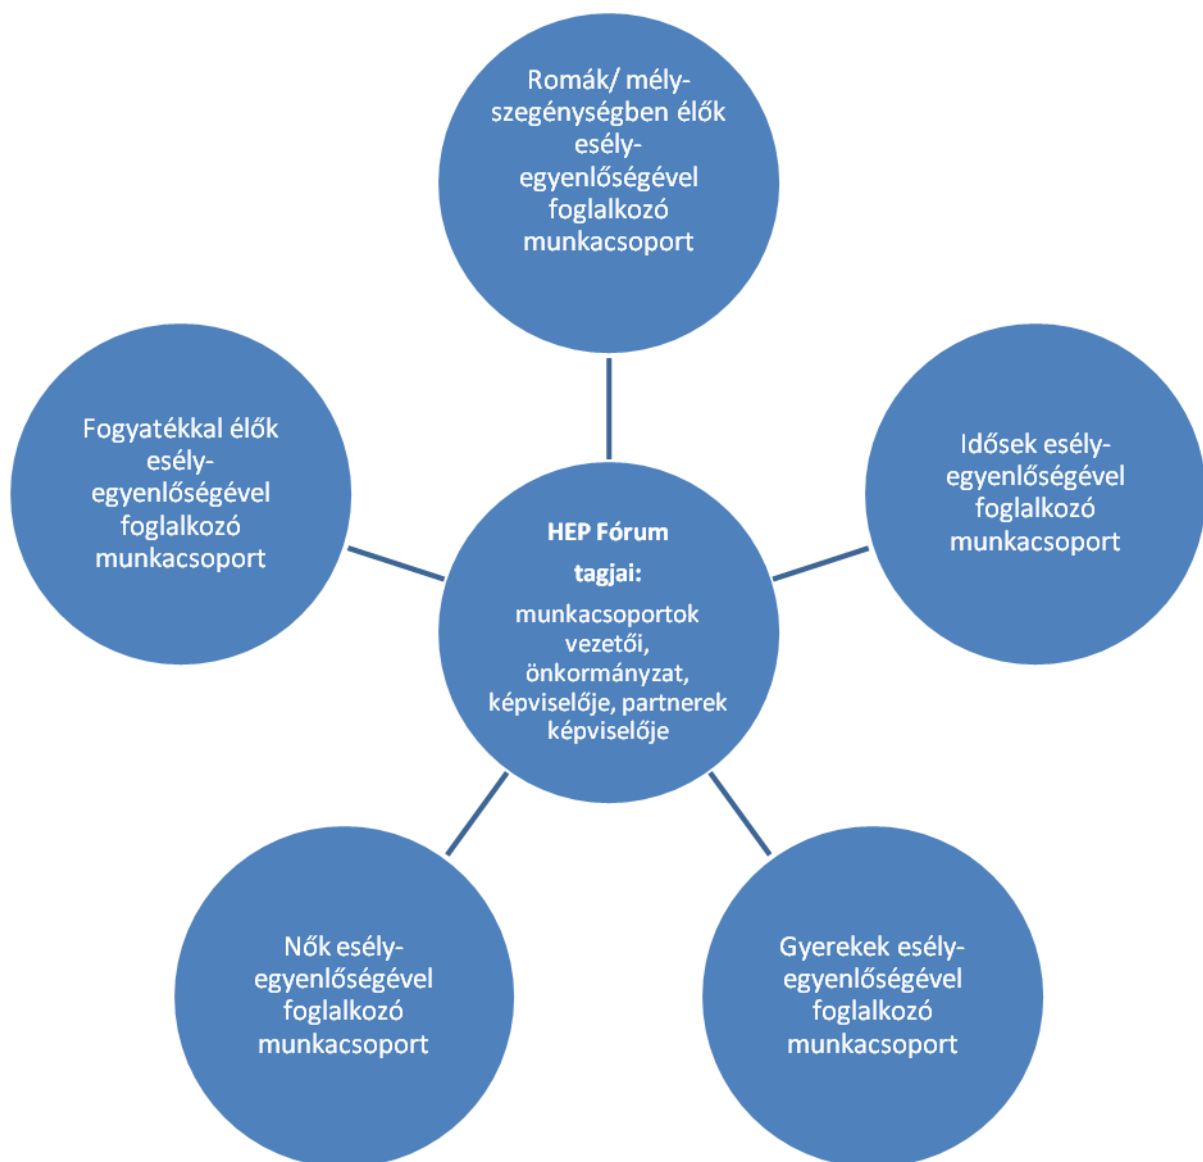 Romák/ mély-
szegénységben élők
esély-
egyenlőségével
foglalkozó
munkacsoport
Fogyatékkal élők
esély-
egyenlőségével
foglalkozó
munkacsoport
Idősek esély-
egyenlőségével
foglalkozó
munkacsoport
HEP Fórum
tagjai:
munkacsoportok
vezetői,
önkormányzat,
képviselője, partnerek
képviselője
Nők esély-
egyenlőségével
foglalkozó
munkacsoport
Gyerekek esély-
egyenlőségével
foglalkozó
munkacsoport